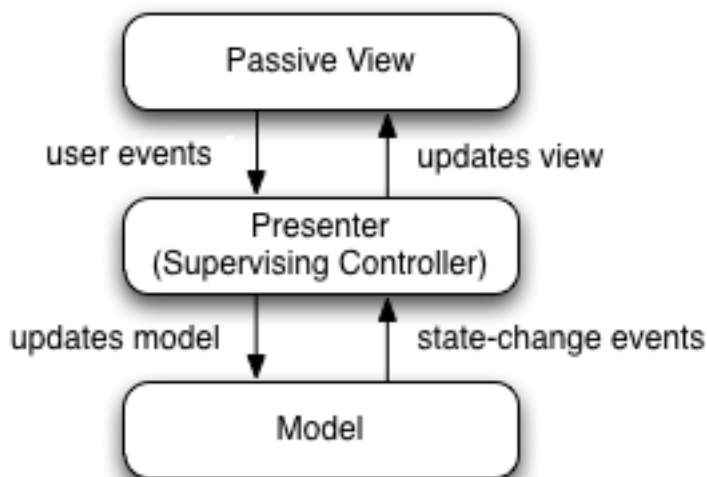 Passive View
user events
updates view
Presenter
(Supervising Controller)
updates model
state-change events
Model